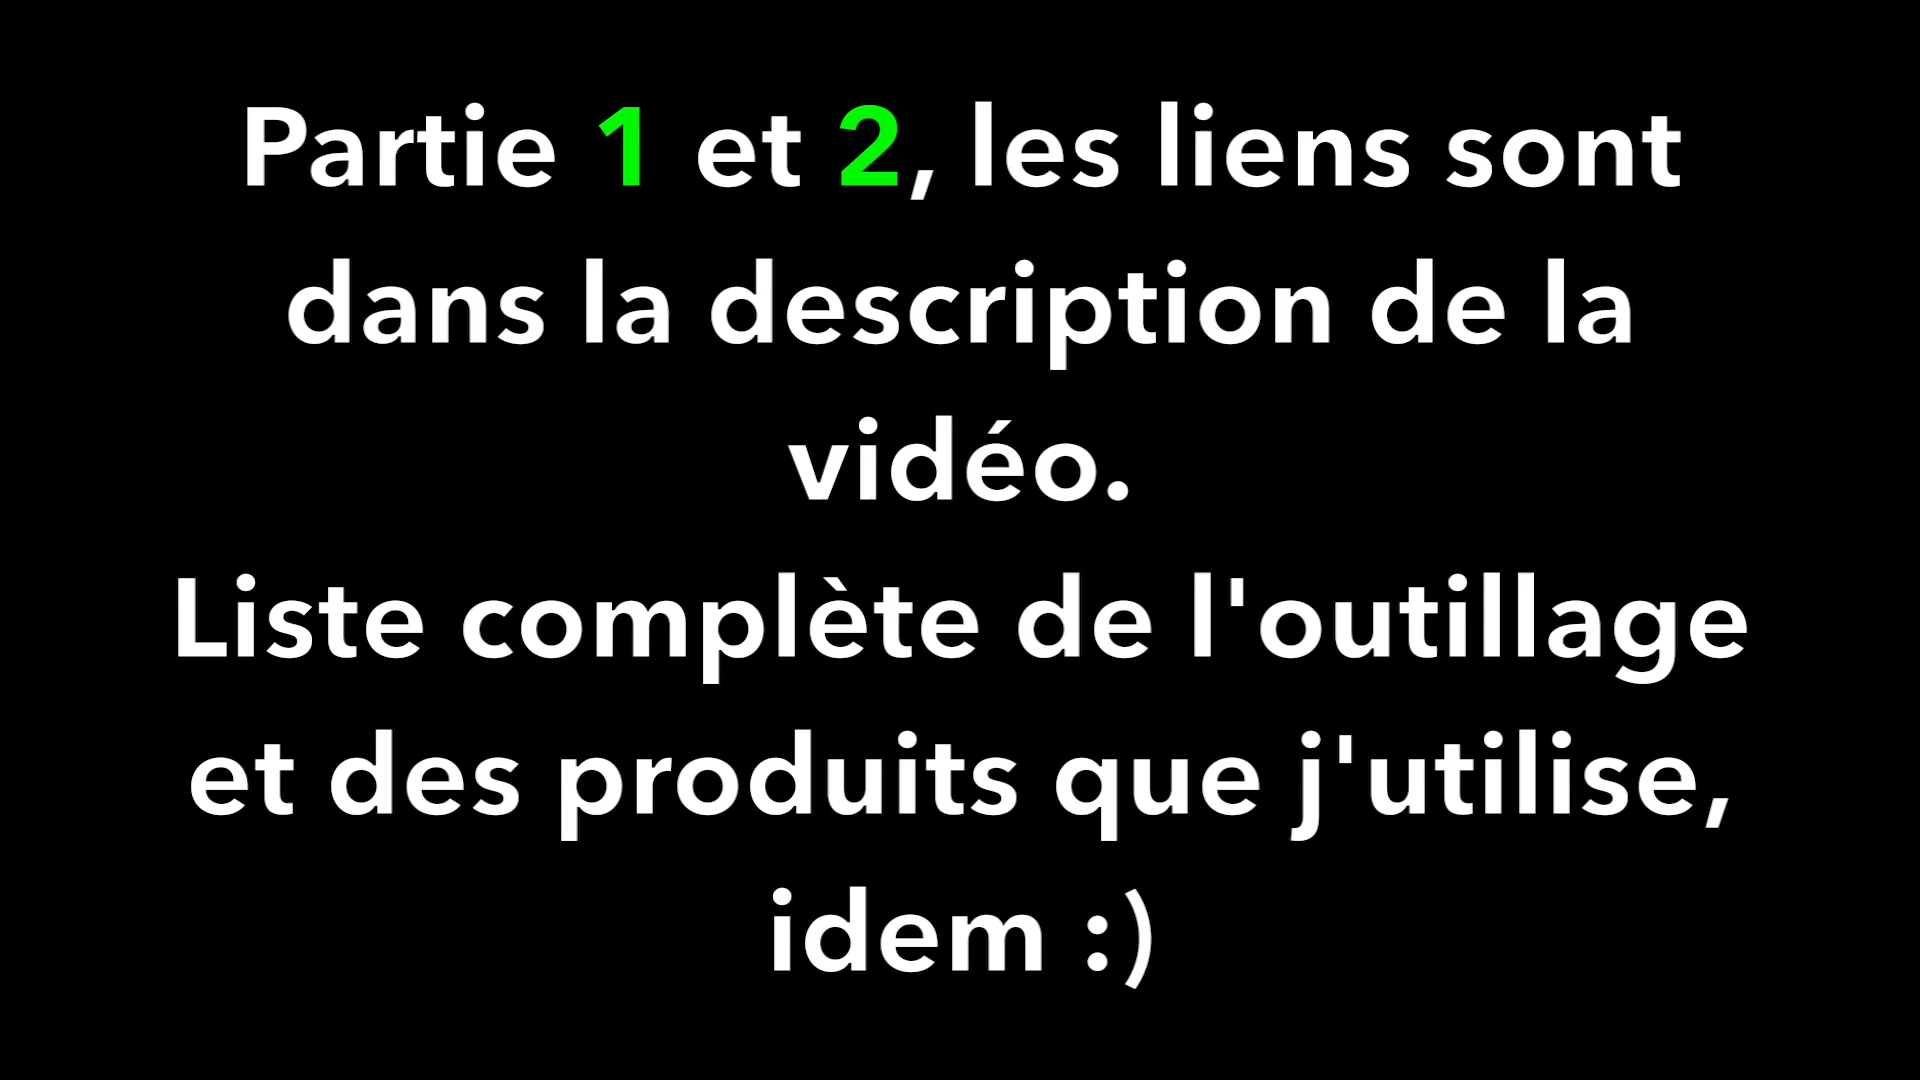 Partie 1 et 2, les liens sont
dans la description de la
vidéo.
Liste complète de l'outillage
et des produits que j'utilise,
idem :)